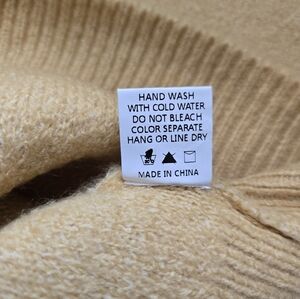 HAND WASH
WITH COLD WATER
DO NOT BLEACH
COLOR SEPARATE
HANG OR LINE DRY
MADE IN CHINA